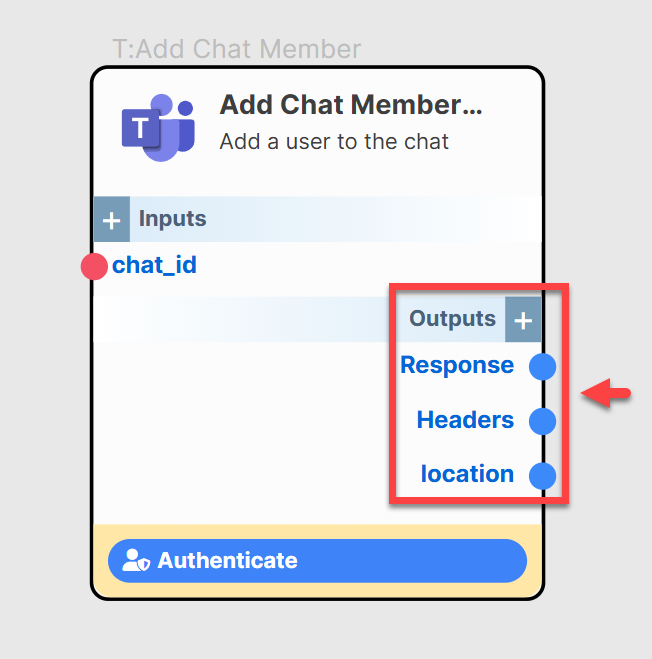 T:Add Chat Member
T
Add Chat Member...
Add a user to the chat
+ Inputs
chat_id
Outputs +
Response
Headers
location
Authenticate